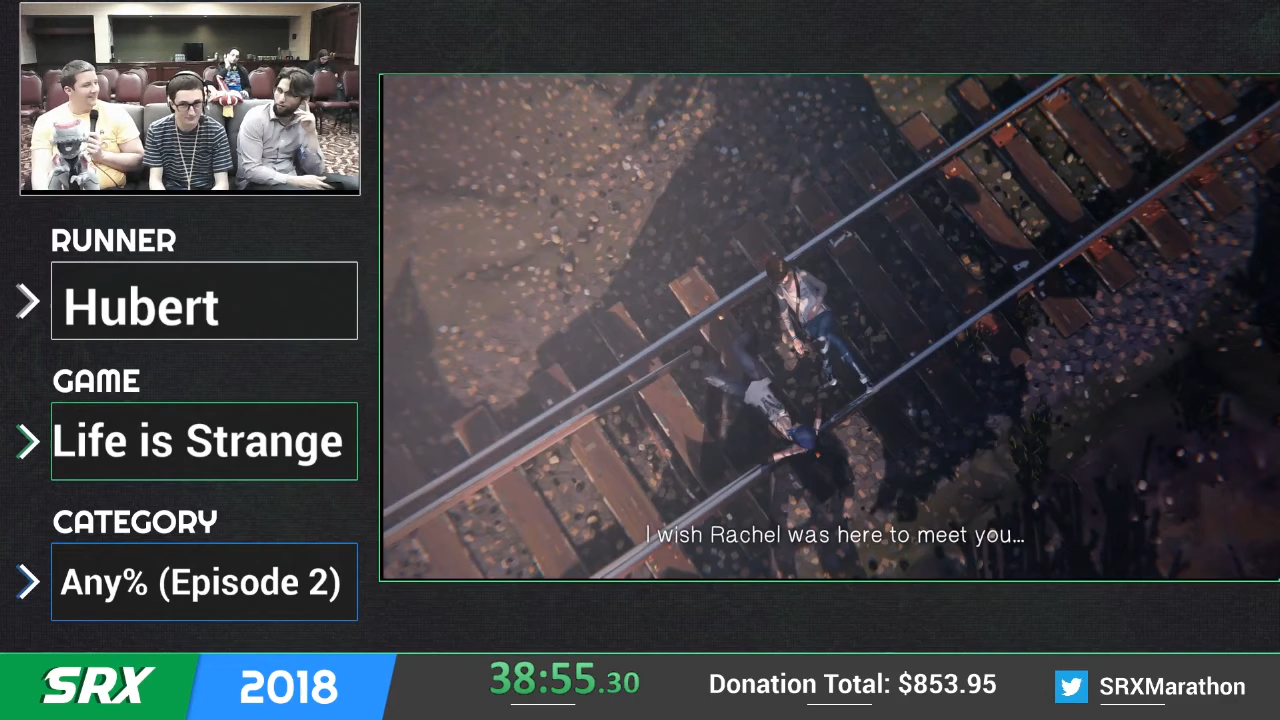 RUNNER
Hubert
GAME
Life is Strange
CATEGORY
Any% (Episode 2)
I wish Rachel was here to meet you...
SRX
2018
38:55.30
Donation Total: $853.95
SRXMarathon